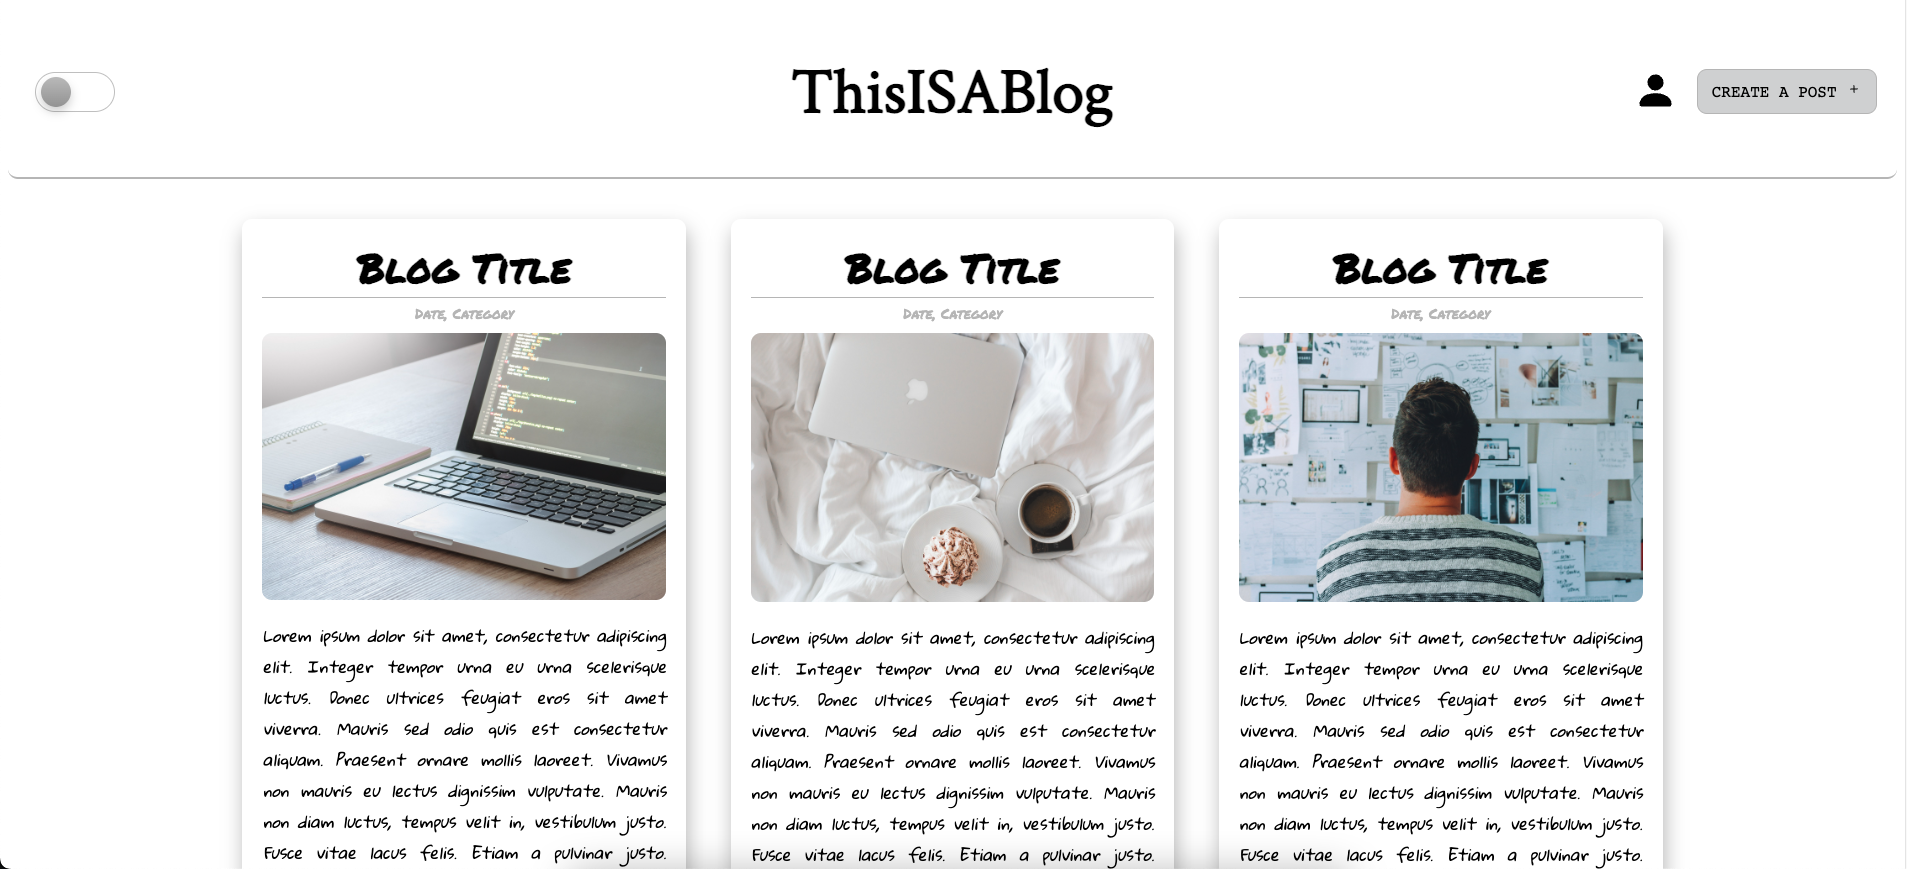 ThisISABlog
CREATE A POST +
Blog Title
Date, Category
Lorem ipsum dolor sit amet, consectetur adipiscing
elit. Integer tempor urna eu urna scelerisque
luctus. Donec ultrices feugiat eros sit amet
viverra. Mauris sed odio quis est consectetur
aliquam. Praesent ornare mollis laoreet. Vivamus
non mauris eu lectus dignissim vulputate. Mauris
non diam luctus, tempus velit in, vestibulum justo.
Fusce vitae lacus felis. Etiam a pulvinar justo.
Blog Title
Date, Category
Lorem ipsum dolor sit amet, consectetur adipiscing
elit. Integer tempor urna eu urna scelerisque
luctus. Donec ultrices feugiat eros sit amet
viverra. Mauris sed odio quis est consectetur
aliquam. Praesent ornare mollis laoreet. Vivamus
non mauris eu lectus dignissim vulputate. Mauris
non diam luctus, tempus velit in, vestibulum justo.
Fusce vitae lacus felis. Etiam a pulvinar justo.
Blog Title
Date, Category
Lorem ipsum dolor sit amet, consectetur adipiscing
elit. Integer tempor urna eu urna scelerisque
luctus. Donec ultrices feugiat eros sit amet
viverra. Mauris sed odio quis est consectetur
aliquam. Praesent ornare mollis laoreet. Vivamus
non mauris eu lectus dignissim vulputate. Mauris
non diam luctus, tempus velit in, vestibulum justo.
Fusce vitae lacus felis. Etiam a pulvinar justo.